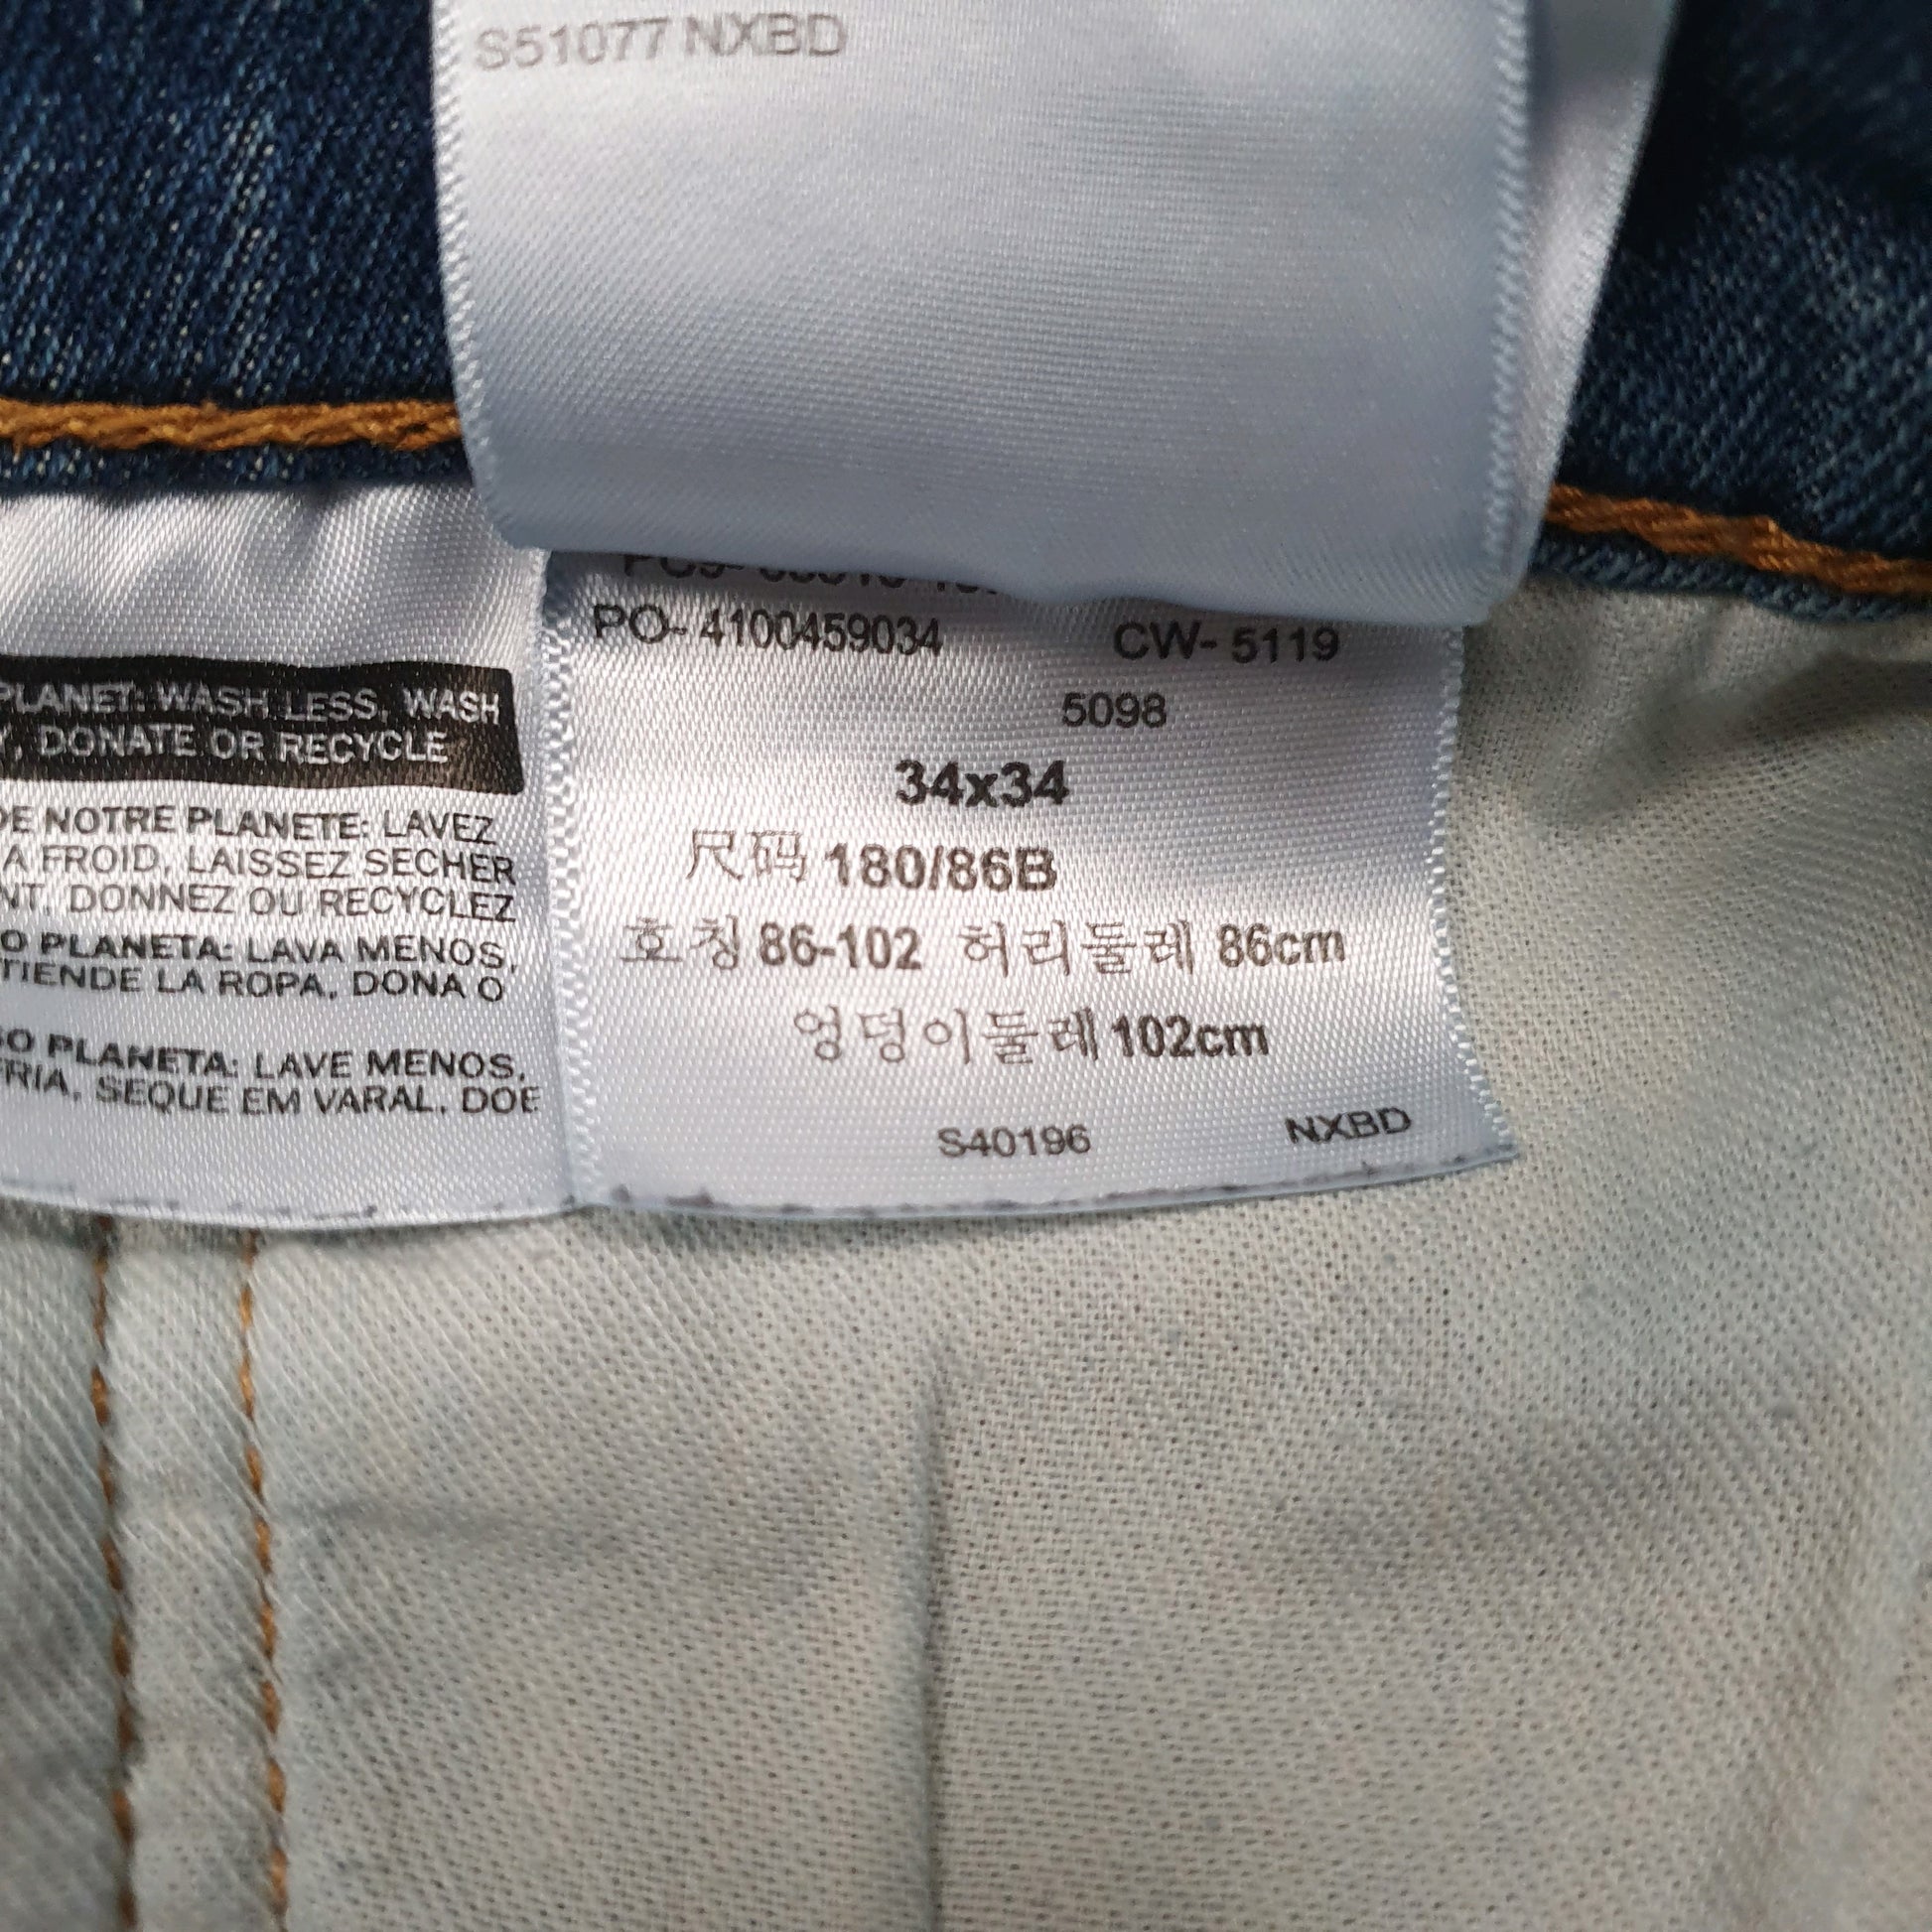 S51077 NXBD
PO- 4100459034 CW- 5119
5098
34x34
尺码 180/86B
호칭 86-102 허리둘레 86cm
엉덩이둘레 102cm
S40196 NXBD
PLANET: WASH LESS, WASH
, DONATE OR RECYCLE
DE NOTRE PLANETE: LAVEZ
A FROID, LAISSEZ SECHER
NT, DONNEZ OU RECYCLEZ
O PLANETA: LAVA MENOS,
TIENDE LA ROPA, DONA O
SO PLANETA: LAVE MENOS,
FRIA, SEQUE EM VARAL, DOE